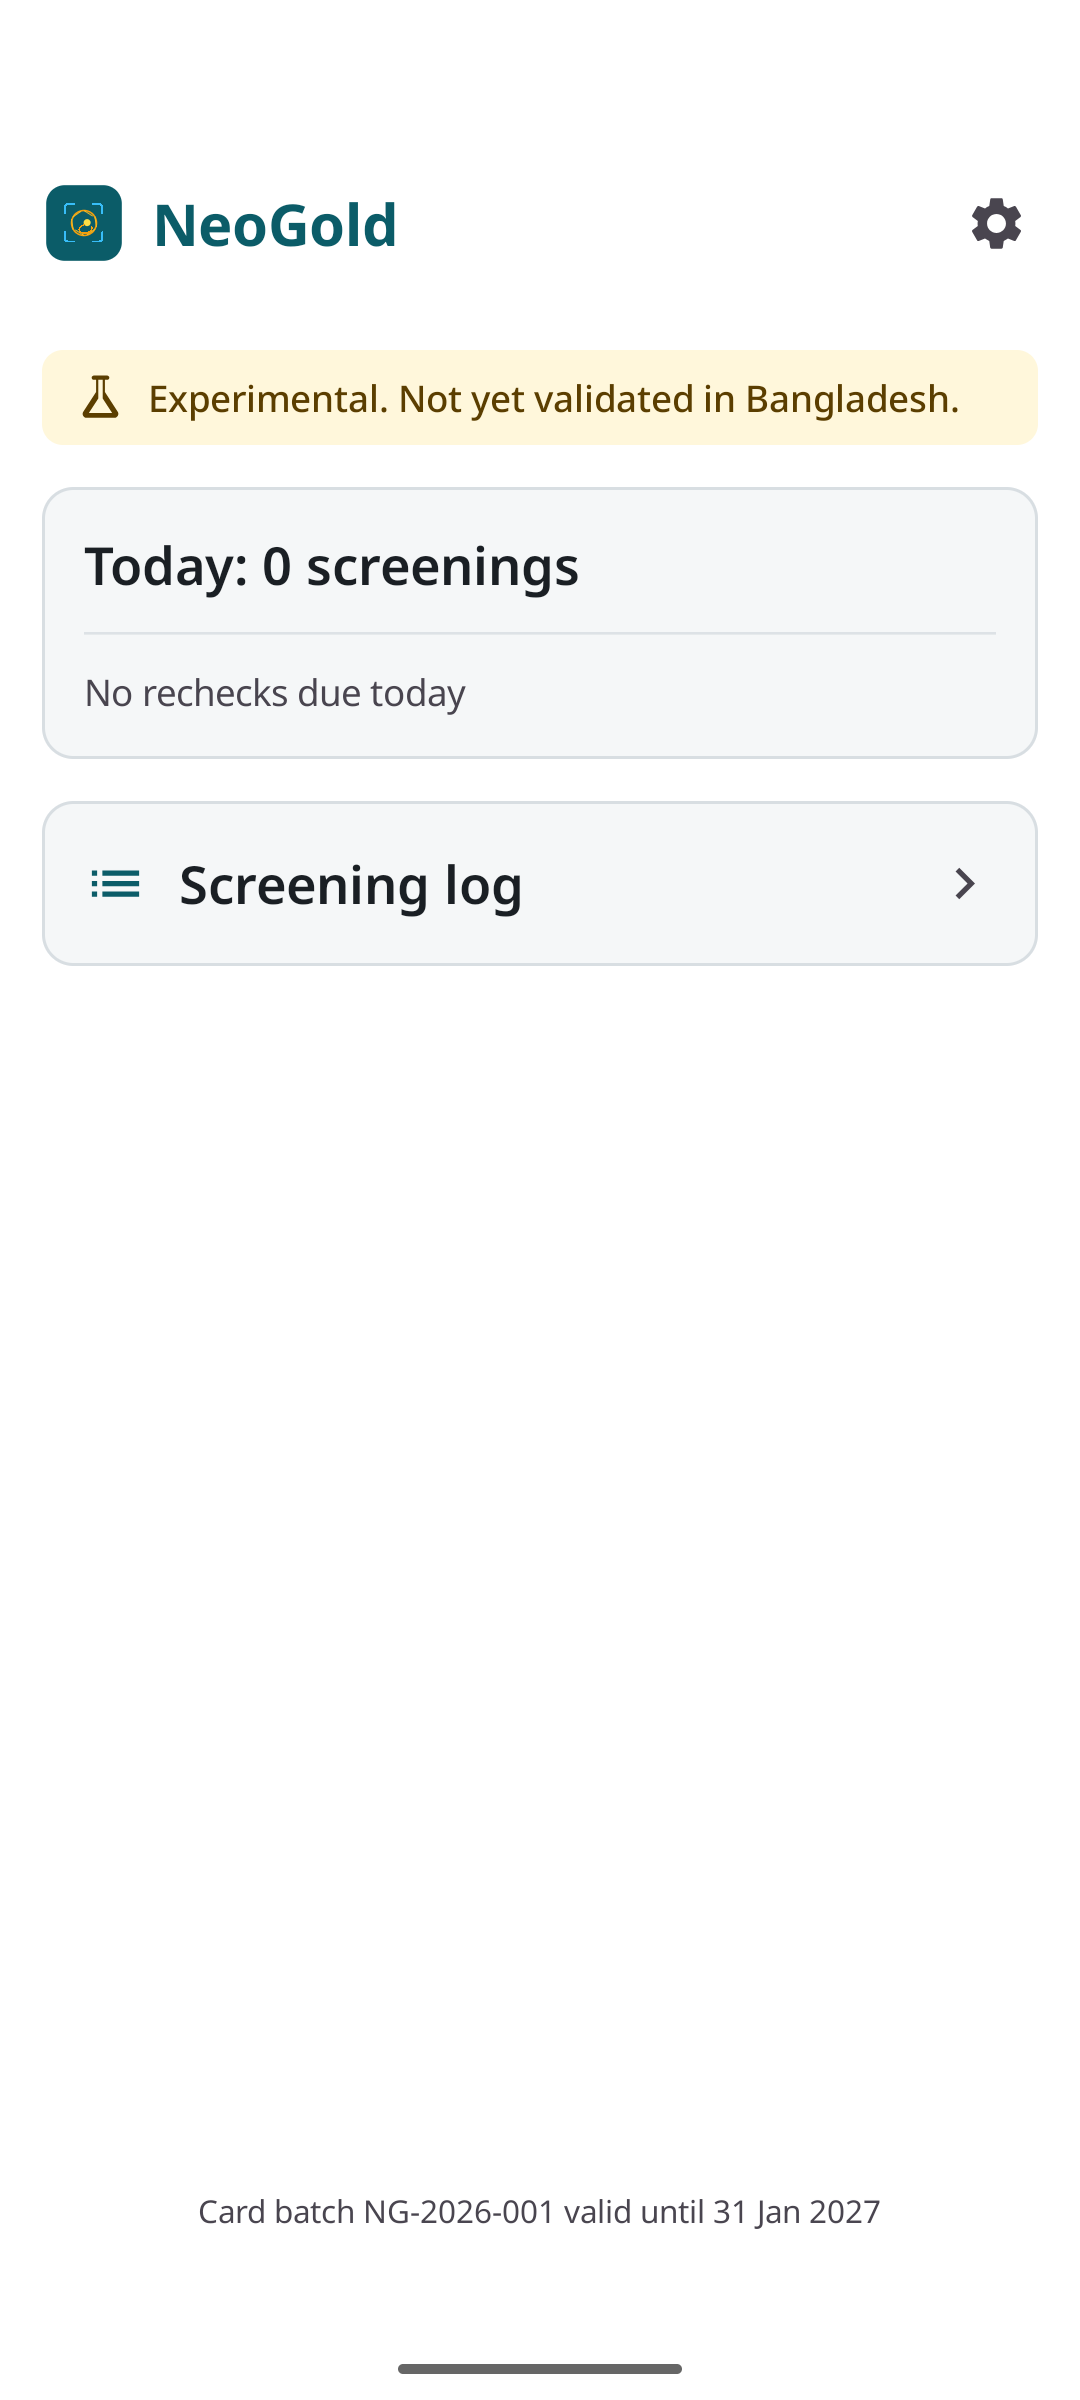 NeoGold
Experimental. Not yet validated in Bangladesh.
Today: 0 screenings
No rechecks due today
Screening log
Card batch NG-2026-001 valid until 31 Jan 2027